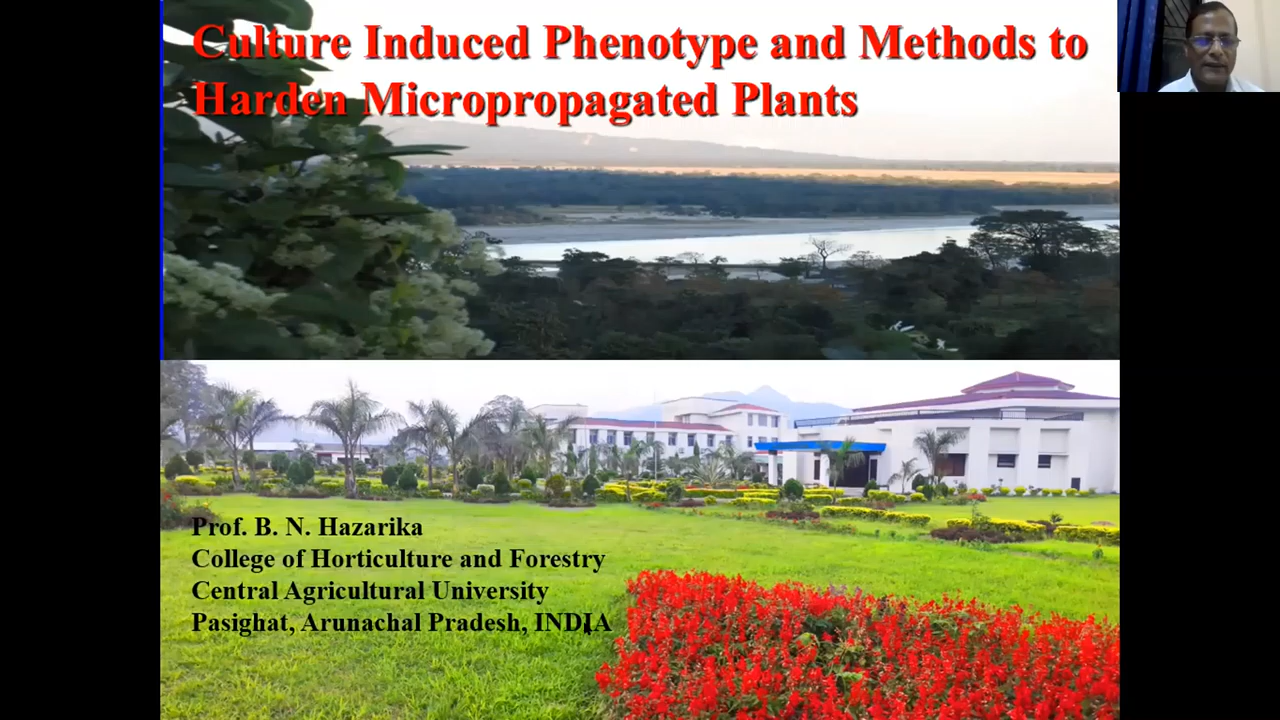 Culture Induced Phenotype and Methods to
Harden Micropropagated Plants
Prof. B. N. Hazarika
College of Horticulture and Forestry
Central Agricultural University
Pasighat, Arunachal Pradesh, INDIA